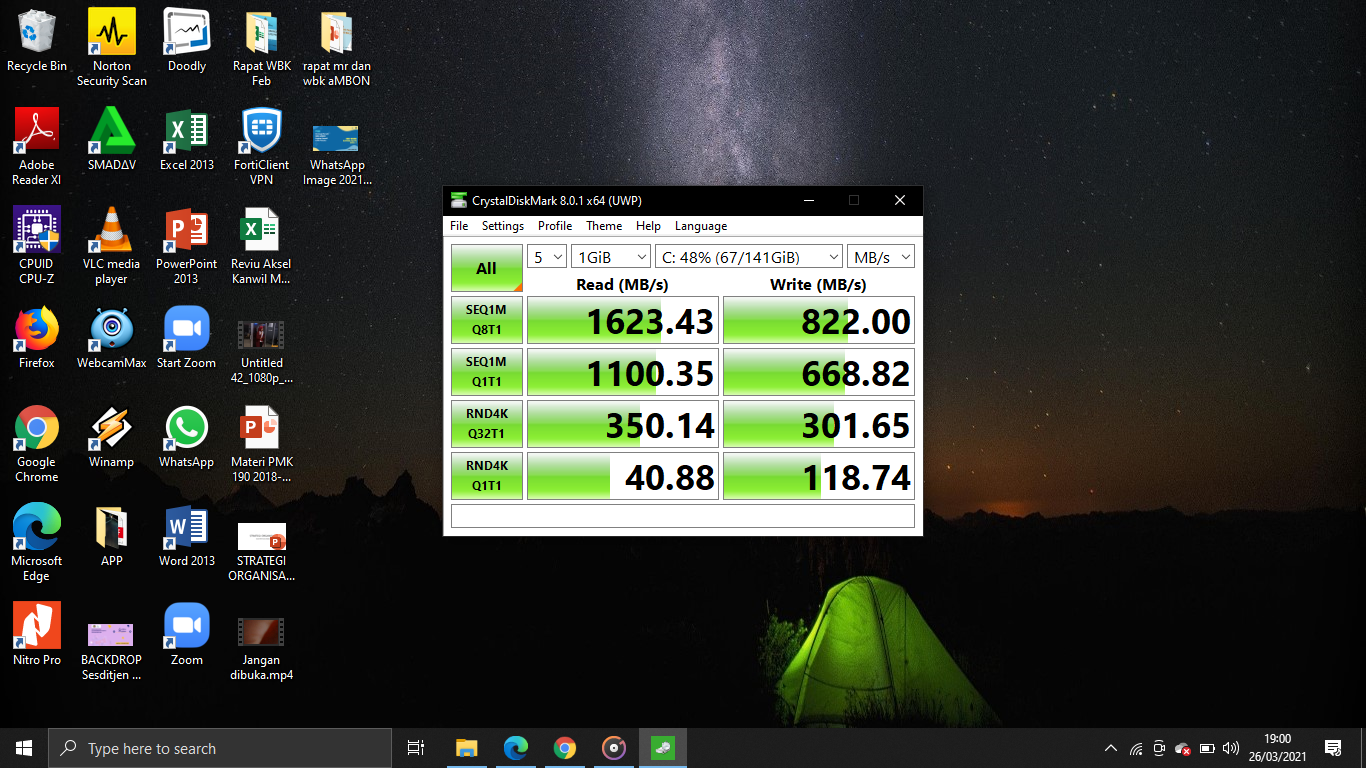 Recycle Bin
Norton
Security Scan
Doodly
Rapat WBK
Feb
rapat mr dan
wbk aMBON
Adobe
Reader XI
SMADΔV
Excel 2013
FortiClient
VPN
WhatsApp
Image 2021...
CPUID
CPU-Z
VLC media
player
PowerPoint
2013
Reviu Aksel
Kanwil M...
Firefox
WebcamMax
Start Zoom
Untitled
42_1080p_...
Google
Chrome
Winamp
WhatsApp
Materi PMK
190 2018-...
Microsoft
Edge
APP
Word 2013
STRATEGI
ORGANISA...
Nitro Pro
BACKDROP
Sesditjen ...
Zoom
Jangan
dibuka.mp4
CrystalDiskMark 8.0.1 x64 (UWP)
File Settings Profile Theme Help Language
All 5 1GiB C: 48% (67/141GiB) MB/s
Read (MB/s) Write (MB/s)
SEQ1M
Q8T1 1623.43 822.00
SEQ1M
Q1T1 1100.35 668.82
RND4K
Q32T1 350.14 301.65
RND4K
Q1T1 40.88 118.74
Type here to search
19:00
26/03/2021